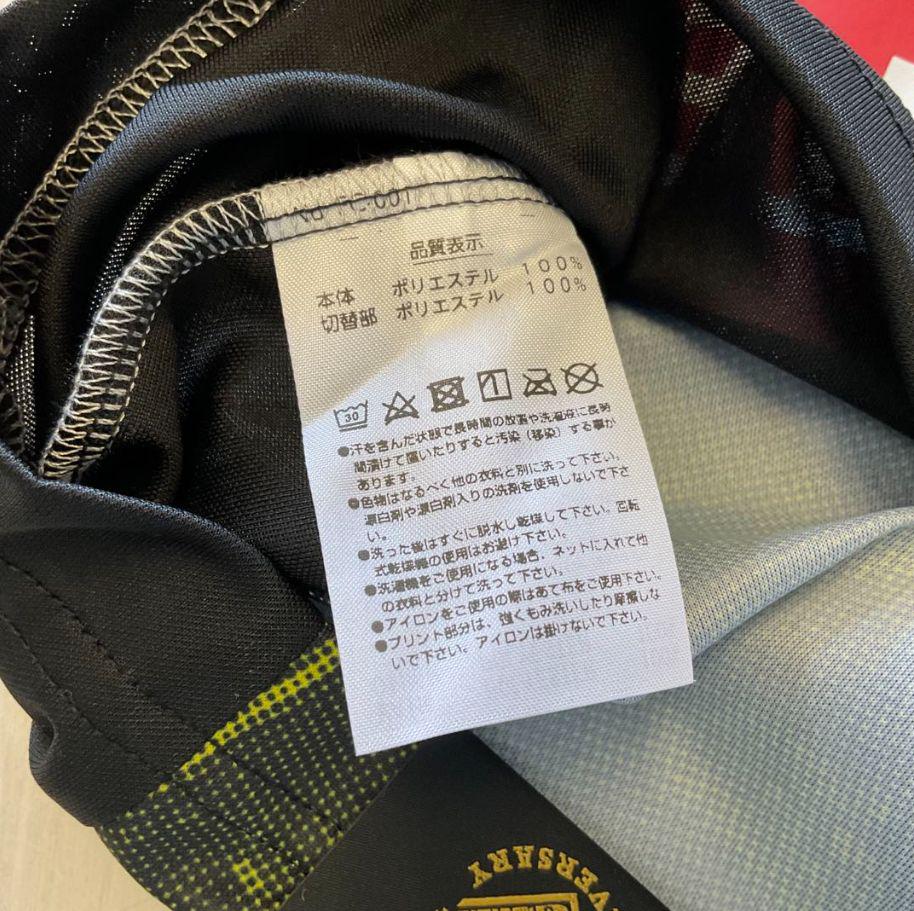 品質表示
本体 ポリエステル 100%
切替部 ポリエステル 100%
30
●汗を含んだ状態で長時間の放置や洗濯液に長時
間漬けて置いたりすると汚染(移染)する事が
あります。
●色物はなるべく他の衣料と別に洗って下さい。
漂白剤や漂白剤入りの洗剤を使用しないで下さ
い。
●洗った後はすぐに脱水し乾燥して下さい。回転
式乾燥機の使用はお避け下さい。
●洗濯機をご使用になる場合、ネットに入れて他
の衣料と分けて洗って下さい。
●アイロンをご使用の際はあて布をご使用下さい。
●プリント部分は、強くもみ洗いしたり摩擦しな
いで下さい。アイロンは掛けないで下さい。
VERSARY